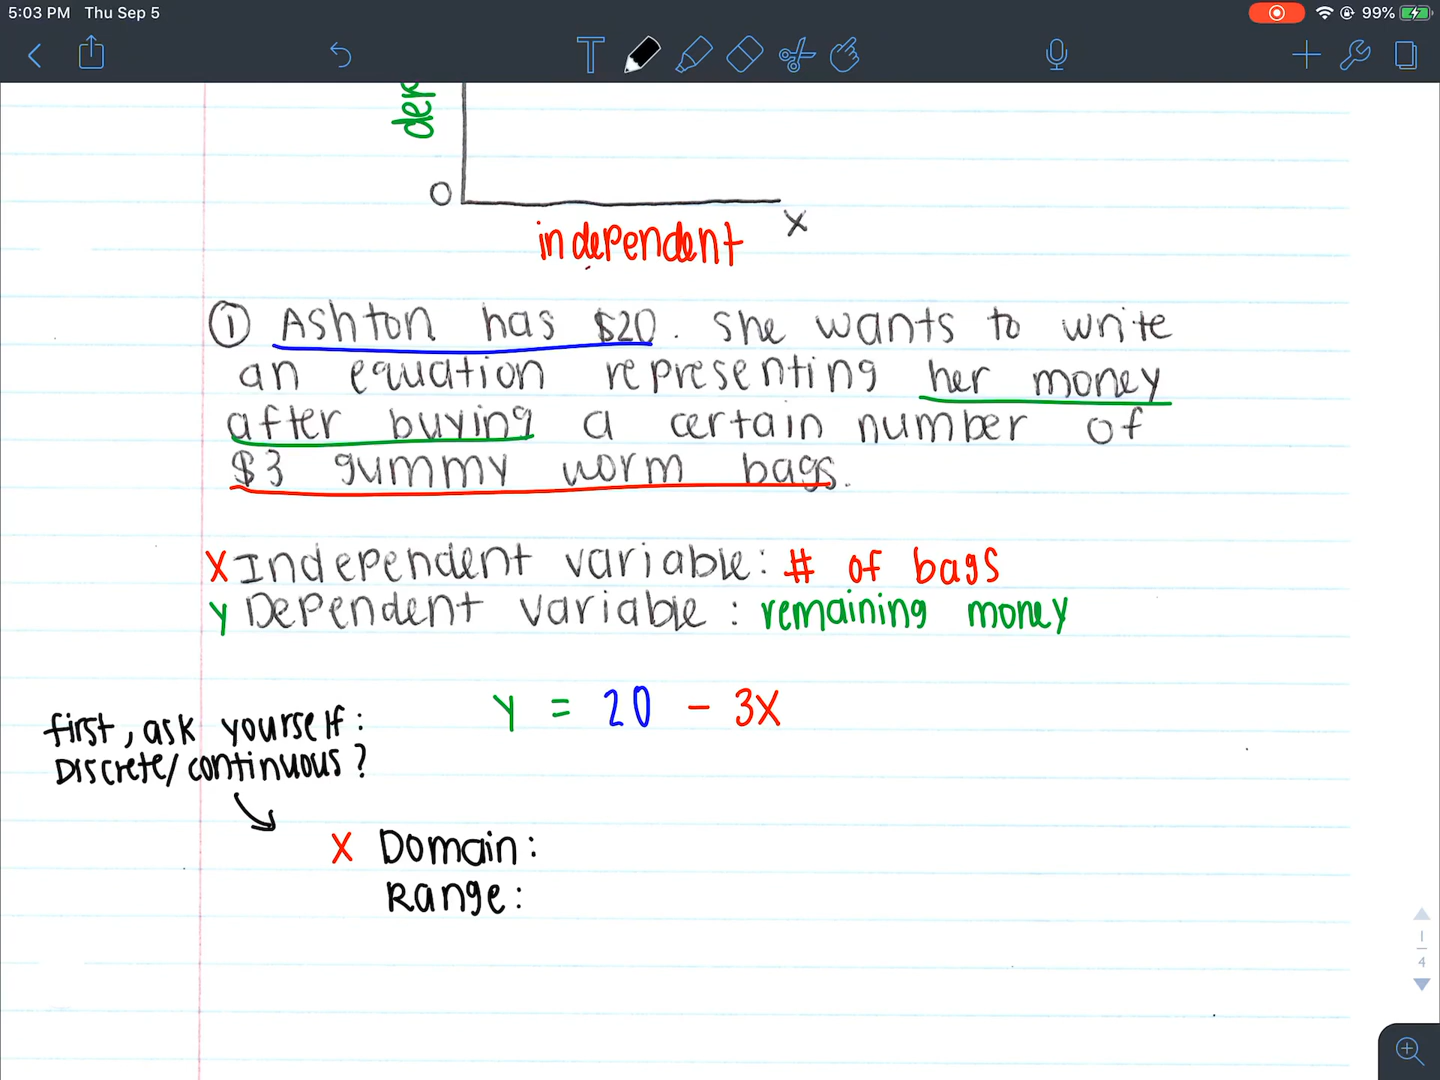 5:03 PM Thu Sep 5 99%
T
0
x
independent
① Ashton has $20. She wants to write
an equation representing her money
after buying a certain number of
$3 gummy worm bags.
X Independent variable: # of bags
y Dependent variable: remaining money
y = 20 - 3x
first, ask yourself:
Discrete/continuous?
X Domain:
Range:
1
4